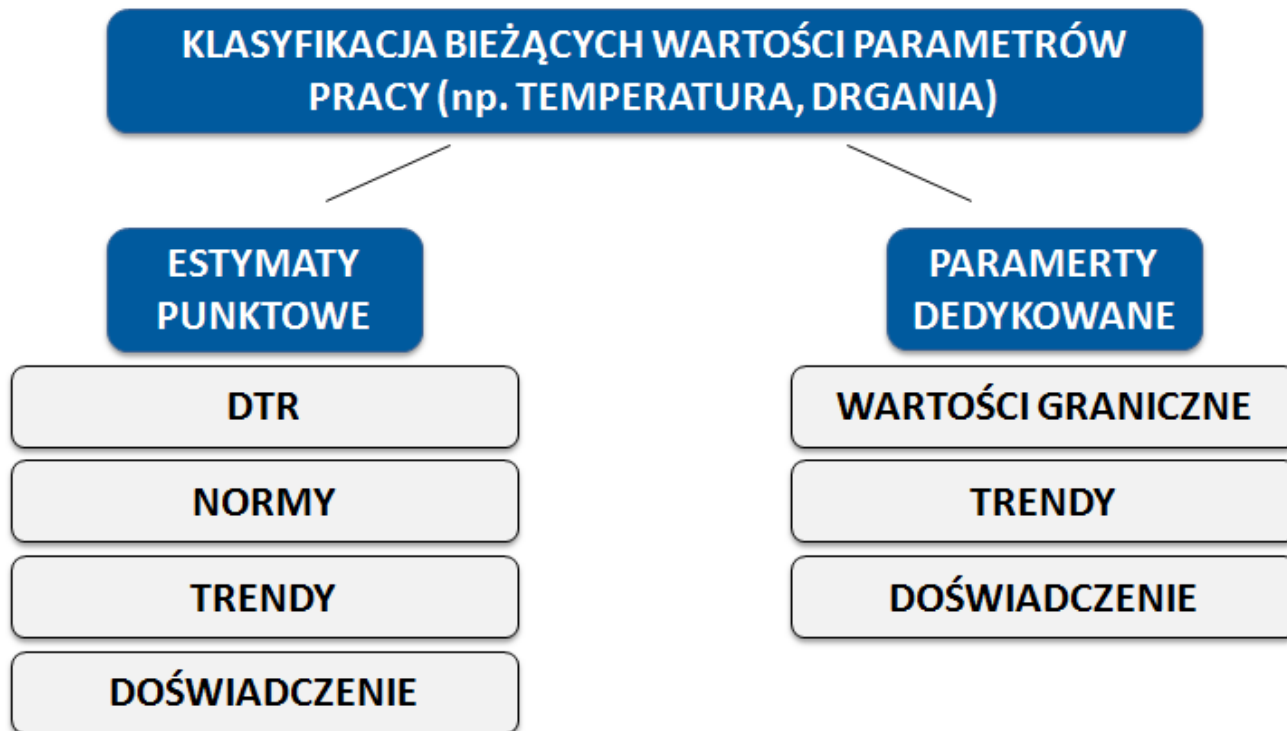 KLASYFIKACJA BIEŻĄCYCH WARTOŚCI PARAMETRÓW
PRACY (np. TEMPERATURA, DRGANIA)
ESTYMATY
PUNKTOWE
DTR
NORMY
TRENDY
DOŚWIADCZENIE
PARAMERTY
DEDYKOWANE
WARTOŚCI GRANICZNE
TRENDY
DOŚWIADCZENIE